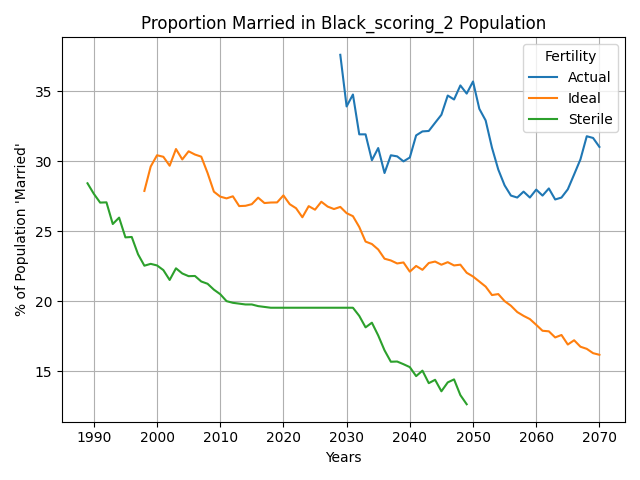 Proportion Married in Black_scoring_2 Population
Fertility
Actual
Ideal
Sterile
% of Population 'Married'
35
30
25
20
15
1990 2000 2010 2020 2030 2040 2050 2060 2070
Years